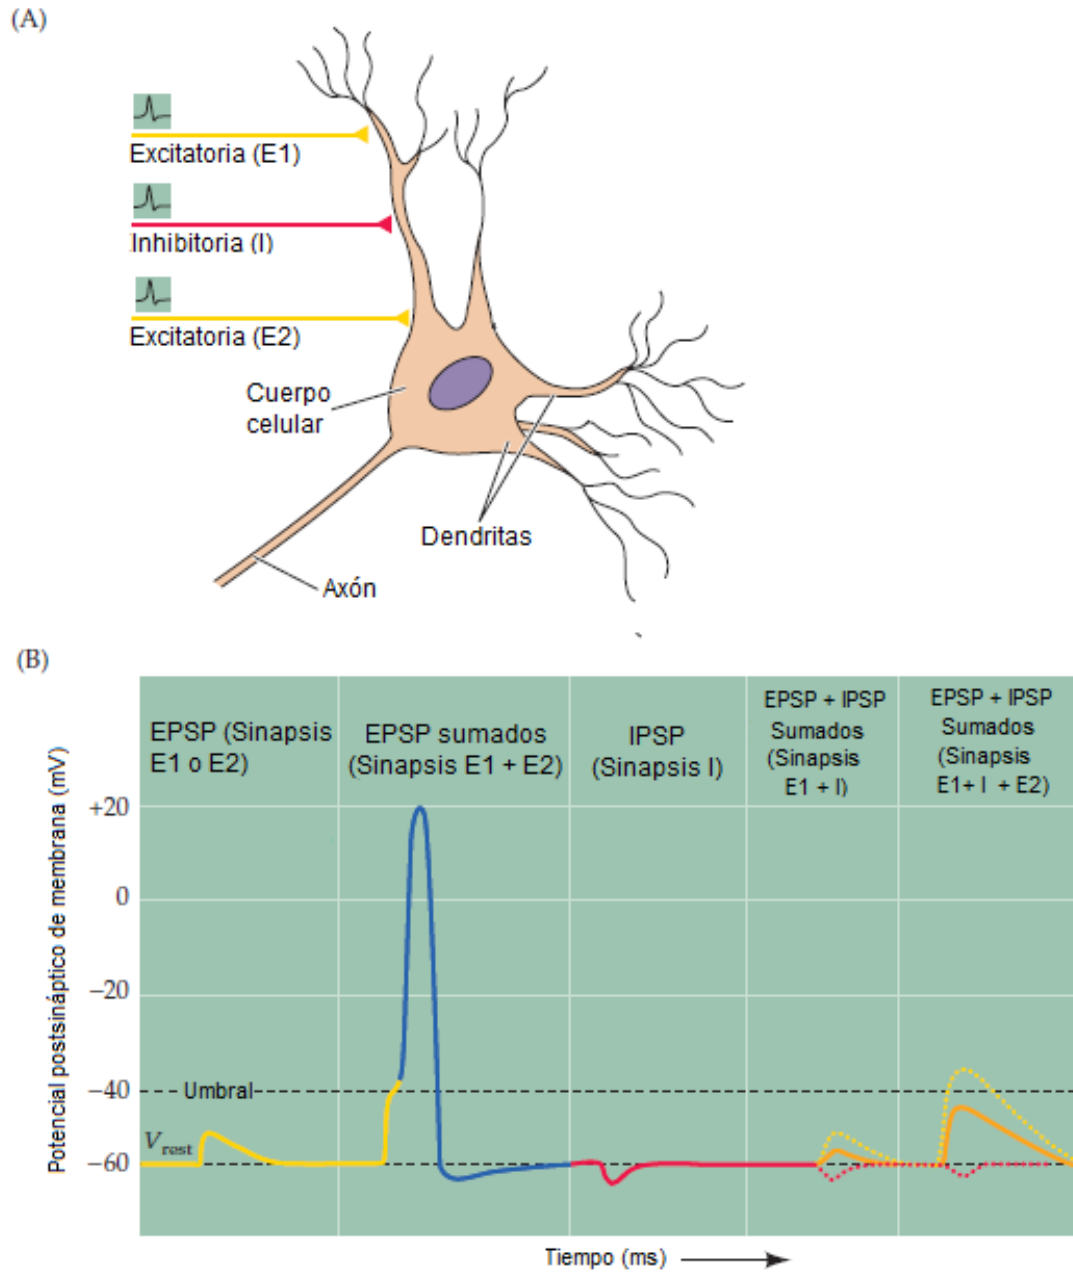 (A)
Excitatoria (E1)
Inhibitoria (I)
Excitatoria (E2)
Cuerpo
celular
Dendritas
Axón
(B)
Potencial postsináptico de membrana (mV)
EPSP (Sinapsis
E1 o E2)
EPSP sumados
(Sinapsis E1 + E2)
IPSP
(Sinapsis I)
EPSP + IPSP
Sumados
(Sinapsis
E1 + I)
EPSP + IPSP
Sumados
(Sinapsis
E1+ I + E2)
+20
0
−20
−40
Umbral
Vrest
−60
Tiempo (ms)